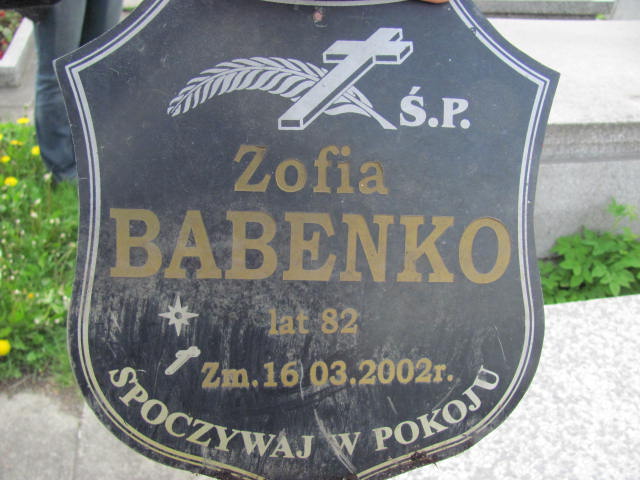 Ś.P.
Zofia
BABENKO
lat 82
Zm. 16 03.2002r.
SPOCZYWAJ W POKOJU